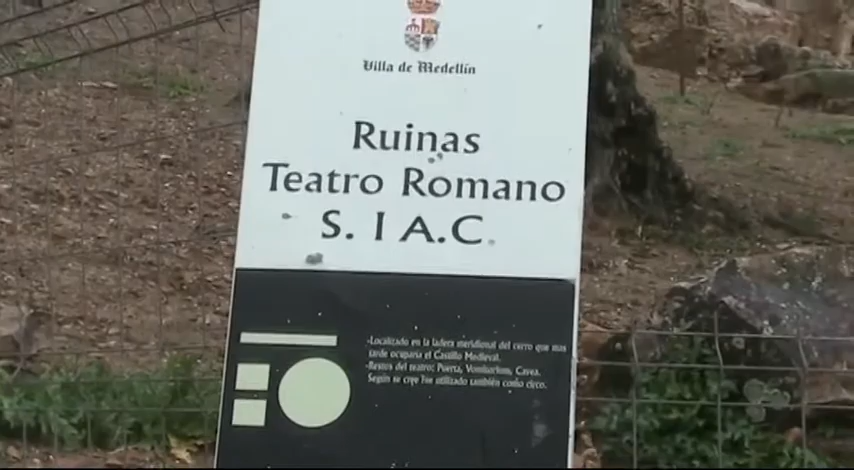 Villa de Medellín
Ruinas
Teatro Romano
S. I A.C
-Localizado en la ladera meridional del cerro que mas
tarde ocuparia el Castillo Medieval.
-Restos del teatro: Puerta, Vomitorium, Cavea.
Según se cree fue utilizado también como circo.